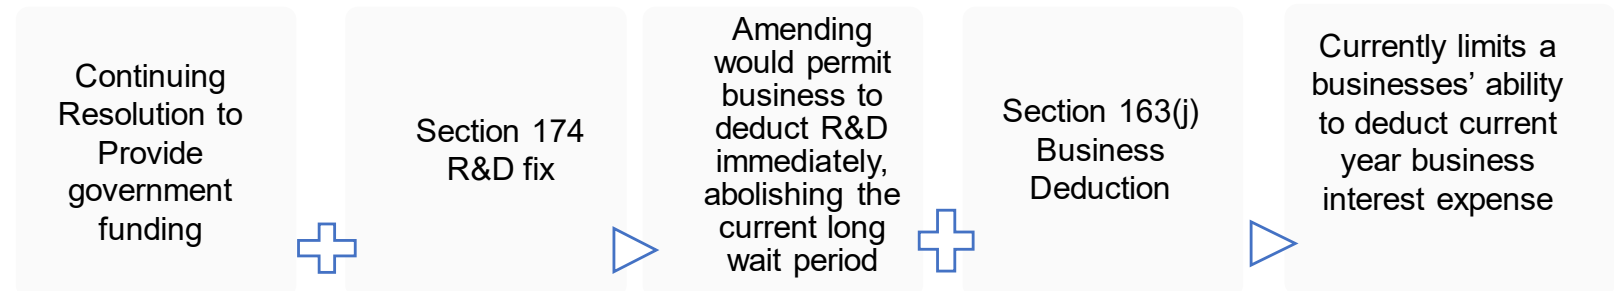 Continuing
Resolution to
Provide
government
funding
Section 174
R&D fix
Amending
would permit
business to
deduct R&D
immediately,
abolishing the
current long
wait period
Section 163(j)
Business
Deduction
Currently limits a
businesses’ ability
to deduct current
year business
interest expense